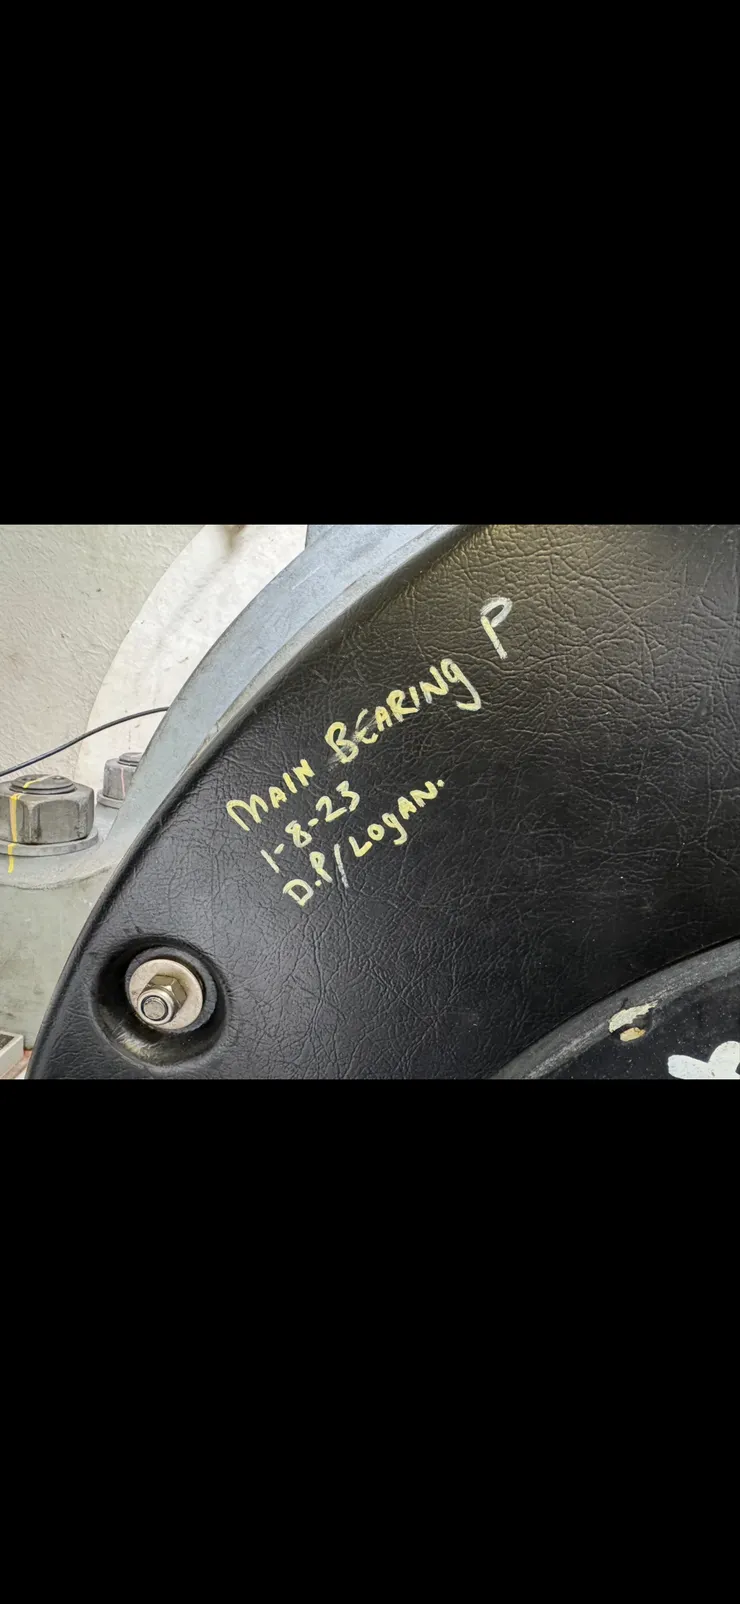 MAIN BEARING P
1-8-23
D.P/LOGAN.